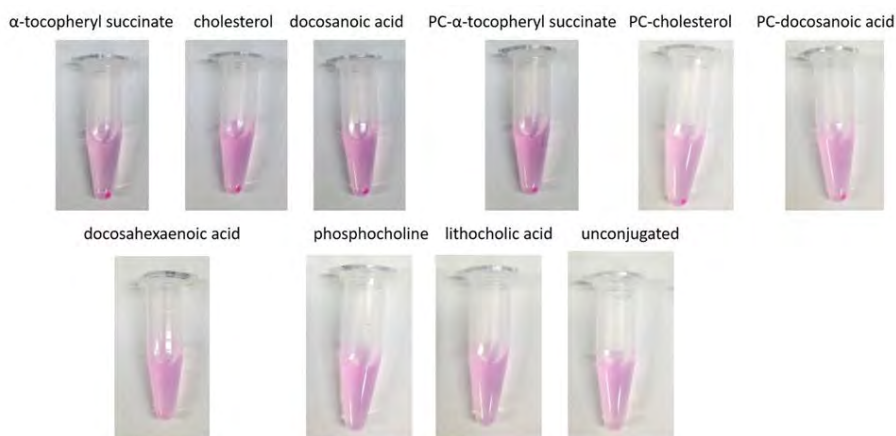 α-tocopheryl succinate cholesterol docosanoic acid PC-α-tocopheryl succinate PC-cholesterol PC-docosanoic acid
docosahexaenoic acid phosphocholine lithocholic acid unconjugated